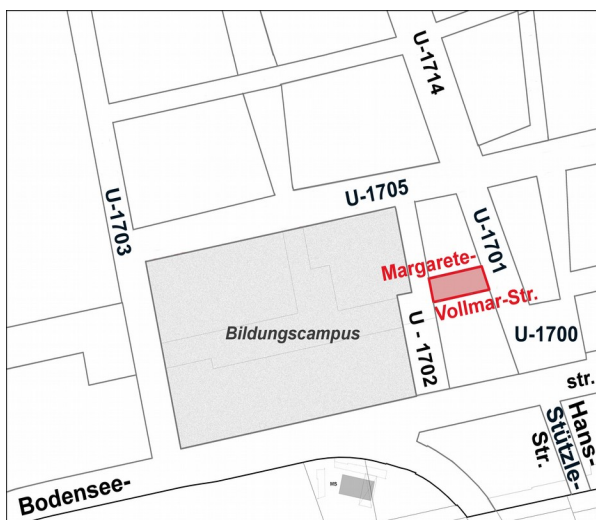 U-1714
U-1703
U-1705
U-1701
Margarete-
Vollmar-Str.
Bildungscampus
U - 1702
U-1700
str.
Hans-
Stützle-
Str.
Bodensee-